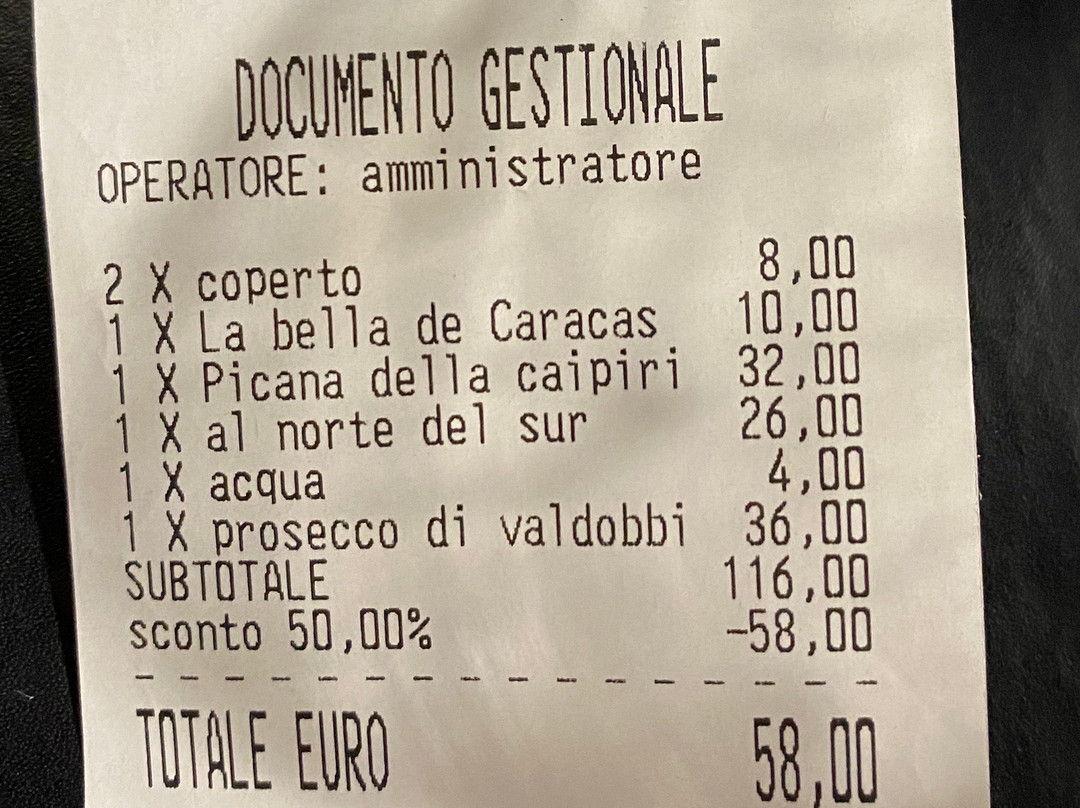 DOCUMENTO GESTIONALE
OPERATORE: amministratore
2 X coperto 8,00
1 X La bella de Caracas 10,00
1 X Picana della caipiri 32,00
1 X al norte del sur 26,00
1 X acqua 4,00
1 X prosecco di valdobbi 36,00
SUBTOTALE 116,00
sconto 50,00% -58,00
- - - - - - - - - - - - - - - -
TOTALE EURO 58,00